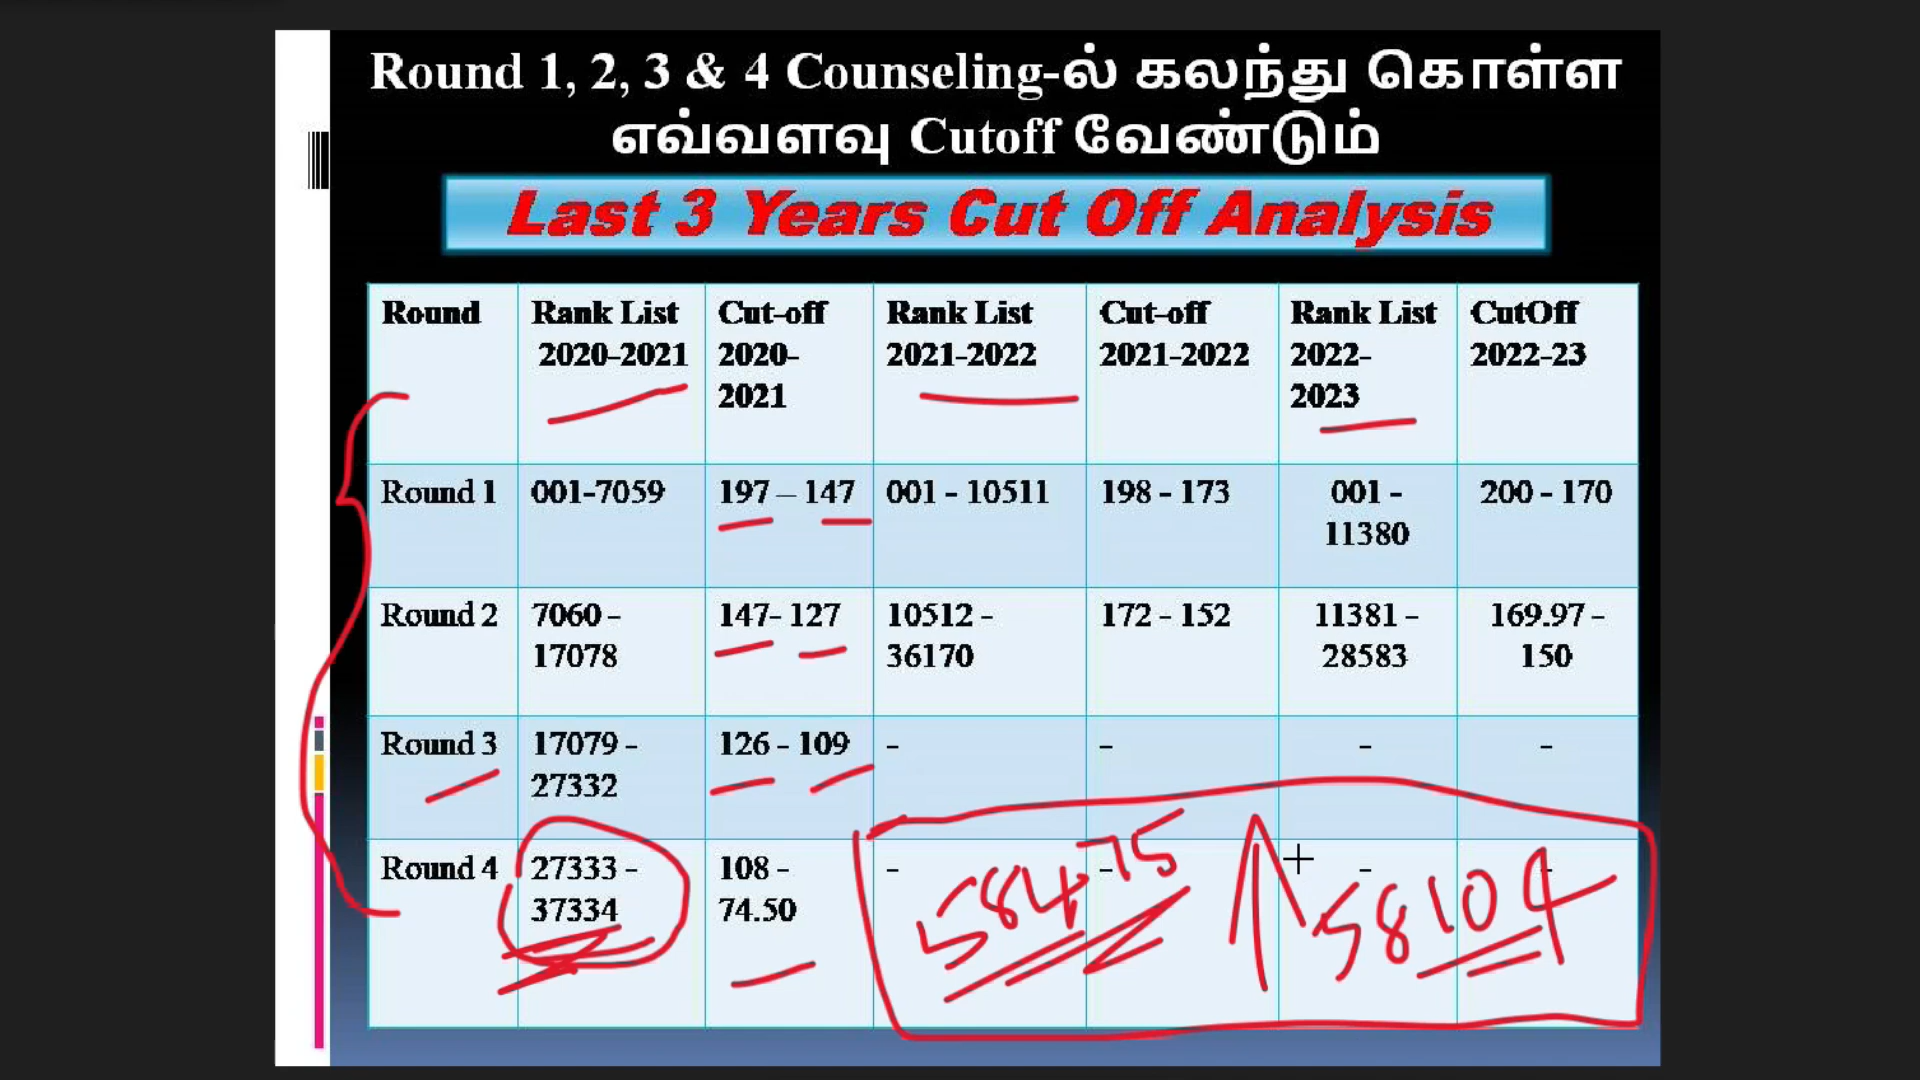 Round 1, 2, 3 & 4 Counseling-ல் கலந்து கொள்ள
எவ்வளவு Cutoff வேண்டும்
Last 3 Years Cut Off Analysis
Round
Rank List
2020-2021
Cut-off
2020-
2021
Rank List
2021-2022
Cut-off
2021-2022
Rank List
2022-
2023
CutOff
2022-23
Round 1
001-7059
197 – 147
001 - 10511
198 - 173
001 -
11380
200 - 170
Round 2
7060 -
17078
147- 127
10512 -
36170
172 - 152
11381 -
28583
169.97 -
150
Round 3
17079 -
27332
126 - 109
-
-
-
-
Round 4
27333 -
37334
108 -
74.50
-
-
-
-
58475
58104